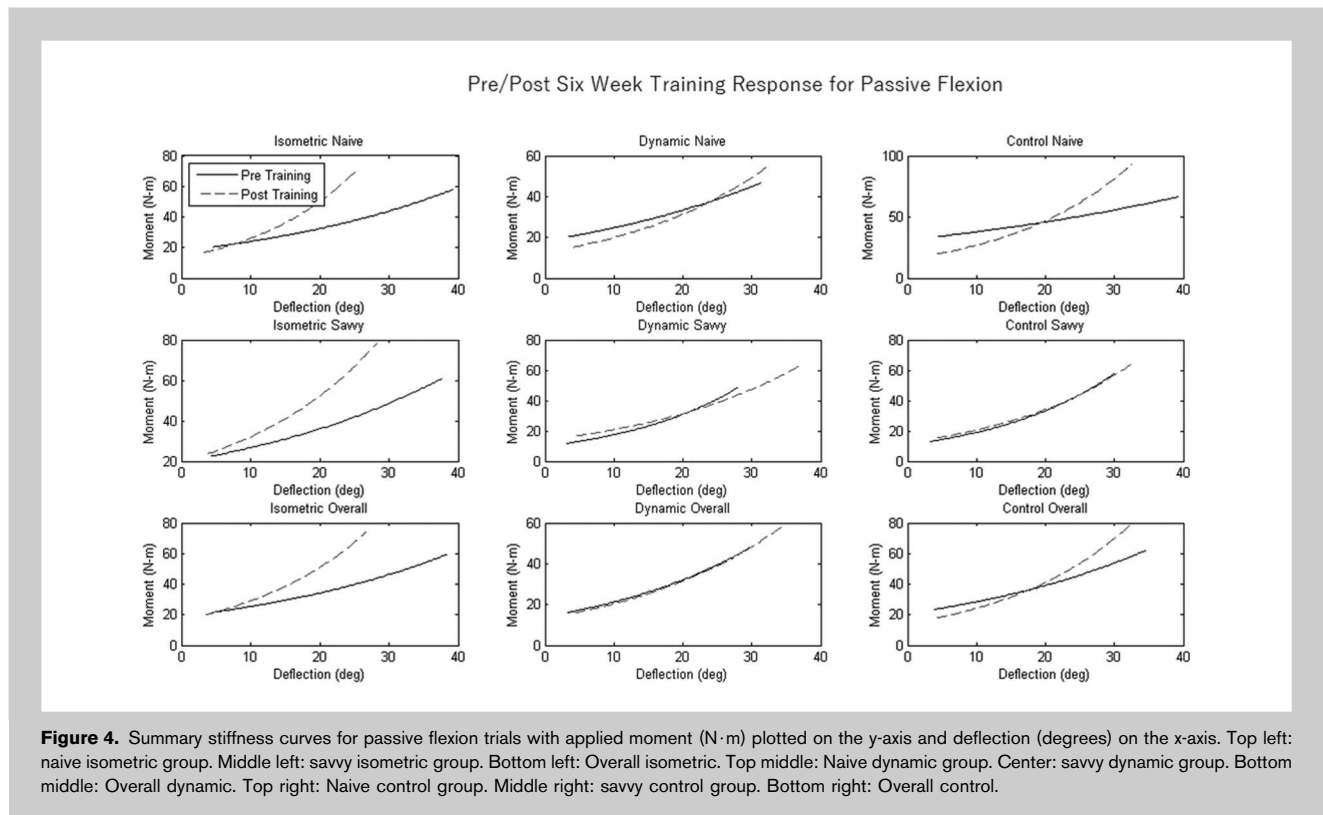 Pre/Post Six Week Training Response for Passive Flexion
Isometric Naive
Dynamic Naive
Control Naive
Moment (N-m)
80
60
40
20
0
Pre Training
Post Training
0 10 20 30 40
Deflection (deg)
Moment (N-m)
60
40
20
0
0 10 20 30 40
Deflection (deg)
Moment (N-m)
100
50
0
0 10 20 30 40
Deflection (deg)
Isometric Savvy
Dynamic Savvy
Control Savvy
Moment (N-m)
80
60
40
20
0 10 20 30 40
Deflection (deg)
Moment (N-m)
80
60
40
20
0
0 10 20 30 40
Deflection (deg)
Moment (N-m)
80
60
40
20
0
0 10 20 30 40
Deflection (deg)
Isometric Overall
Dynamic Overall
Control Overall
Moment (N-m)
80
60
40
20
0
0 10 20 30 40
Deflection (deg)
Moment (N-m)
60
40
20
0
0 10 20 30 40
Deflection (deg)
Moment (N-m)
80
60
40
20
0
0 10 20 30 40
Deflection (deg)
Figure 4. Summary stiffness curves for passive flexion trials with applied moment (N·m) plotted on the y-axis and deflection (degrees) on the x-axis. Top left:
naive isometric group. Middle left: savvy isometric group. Bottom left: Overall isometric. Top middle: Naive dynamic group. Center: savvy dynamic group. Bottom
middle: Overall dynamic. Top right: Naive control group. Middle right: savvy control group. Bottom right: Overall control.